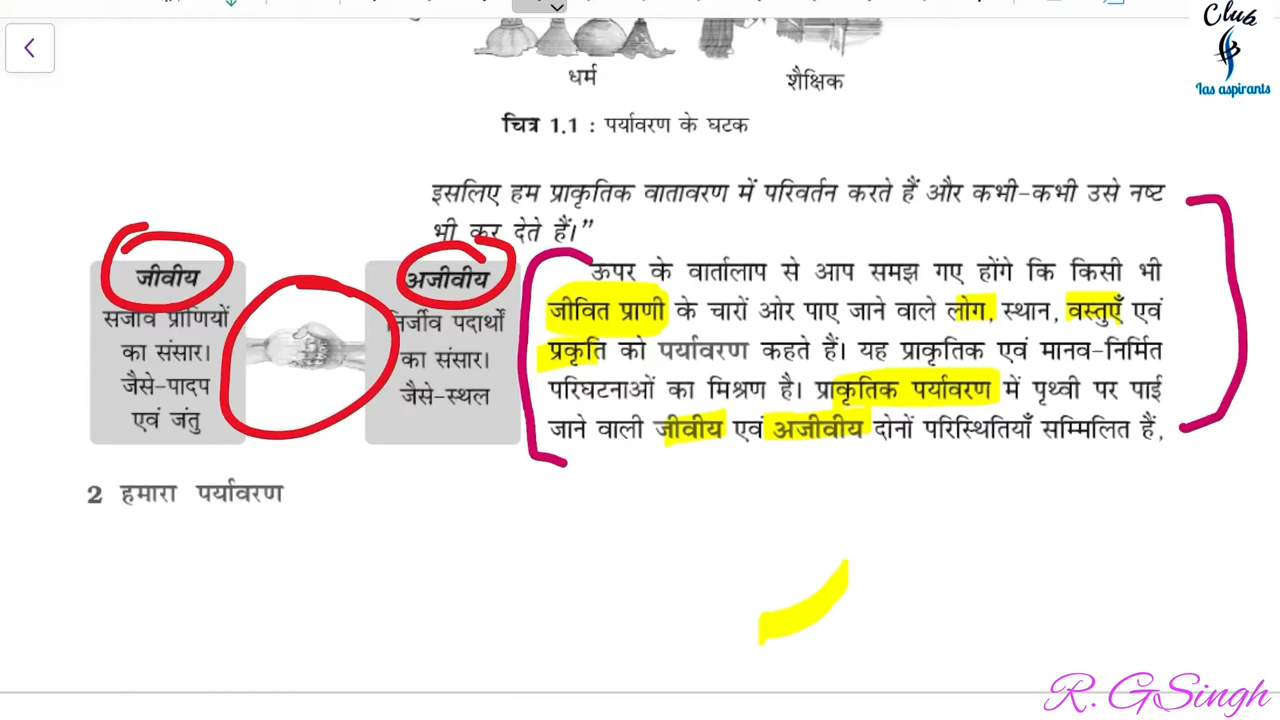 Club
Ias aspirants
धर्म
शैक्षिक
चित्र 1.1 : पर्यावरण के घटक
इसलिए हम प्राकृतिक वातावरण में परिवर्तन करते हैं और कभी-कभी उसे नष्ट
भी कर देते हैं।”
जीवीय
सजीव प्राणियों
का संसार।
जैसे-पादप
एवं जंतु
अजीवीय
निर्जीव पदार्थों
का संसार।
जैसे-स्थल
ऊपर के वार्तालाप से आप समझ गए होंगे कि किसी भी
जीवित प्राणी के चारों ओर पाए जाने वाले लोग, स्थान, वस्तुएँ एवं
प्रकृति को पर्यावरण कहते हैं। यह प्राकृतिक एवं मानव-निर्मित
परिघटनाओं का मिश्रण है। प्राकृतिक पर्यावरण में पृथ्वी पर पाई
जाने वाली जीवीय एवं अजीवीय दोनों परिस्थितियाँ सम्मिलित हैं,
2 हमारा पर्यावरण
R. GSingh